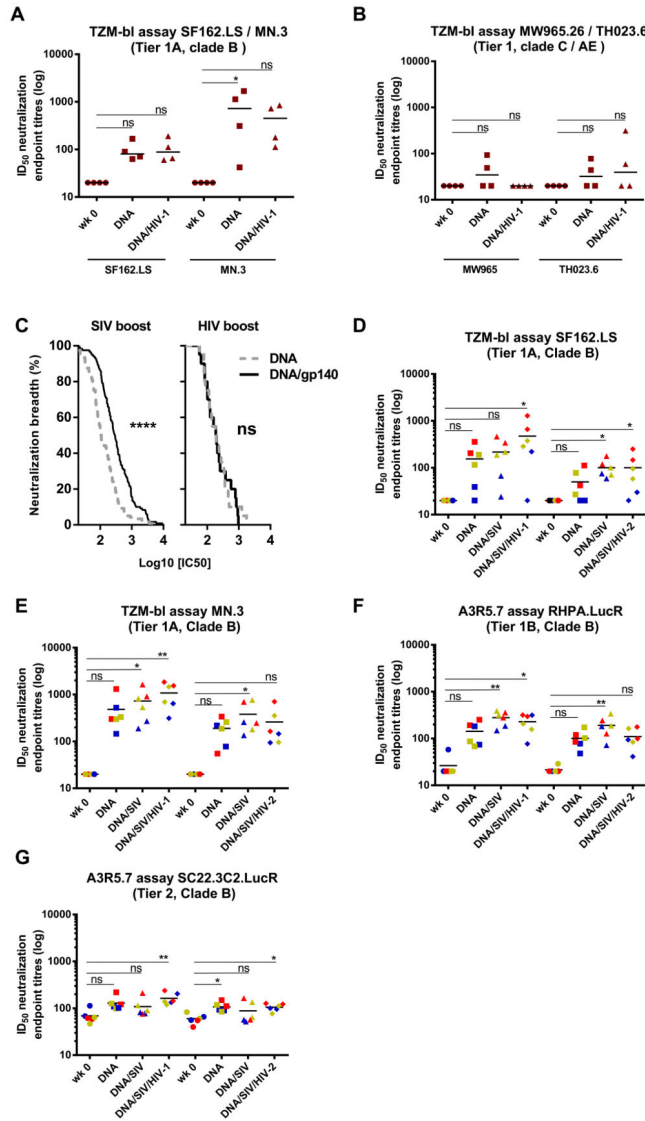 A
TZM-bl assay SF162.LS / MN.3
(Tier 1A, clade B )
ID50 neutralization
endpoint titres (log)
10000
1000
100
10
ns
ns
ns
*
wk 0
DNA
DNA/HIV-1
wk 0
DNA
DNA/HIV-1
SF162.LS
MN.3
B
TZM-bl assay MW965.26 / TH023.6
(Tier 1, clade C / AE )
ID50 neutralization
endpoint titres (log)
10000
1000
100
10
ns
ns
ns
ns
wk 0
DNA
DNA/HIV-1
wk 0
DNA
DNA/HIV-1
MW965
TH023.6
C
SIV boost
HIV boost
Neutralization breadth (%)
100
80
60
40
20
0
****
ns
DNA
DNA/gp140
2 3 4
2 3 4
Log10 [IC50]
D
TZM-bl assay SF162.LS
(Tier 1A, Clade B)
ID50 neutralization
endpoint titres (log)
10000
1000
100
10
*
ns
ns
*
*
ns
wk 0
DNA
DNA/SIV
DNA/SIV/HIV-1
wk 0
DNA
DNA/SIV
DNA/SIV/HIV-2
E
TZM-bl assay MN.3
(Tier 1A, Clade B)
ID50 neutralization
endpoint titres (log)
10000
1000
100
10
**
*
ns
ns
*
ns
wk 0
DNA
DNA/SIV
DNA/SIV/HIV-1
wk 0
DNA
DNA/SIV
DNA/SIV/HIV-2
F
A3R5.7 assay RHPA.LucR
(Tier 1B, Clade B)
ID50 neutralization
endpoint titres (log)
10000
1000
100
10
*
**
ns
ns
**
ns
wk 0
DNA
DNA/SIV
DNA/SIV/HIV-1
wk 0
DNA
DNA/SIV
DNA/SIV/HIV-2
G
A3R5.7 assay SC22.3C2.LucR
(Tier 2, Clade B)
ID50 neutralization
endpoint titres (log)
10000
1000
100
10
**
ns
ns
*
ns
*
wk 0
DNA
DNA/SIV
DNA/SIV/HIV-1
wk 0
DNA
DNA/SIV
DNA/SIV/HIV-2